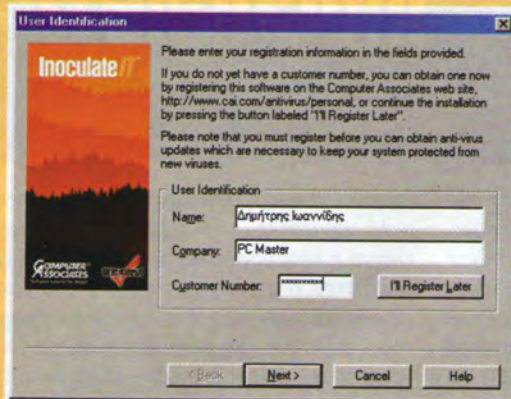 User Identification
InoculateIT
Please enter your registration information in the fields provided.
If you do not yet have a customer number, you can obtain one now
by registering this software on the Computer Associates web site,
http://www.cai.com/antivirus/personal, or continue the installation
by pressing the button labeled "I'll Register Later".
Please note that you must register before you can obtain anti-virus
updates which are necessary to keep your system protected from
new viruses.
User Identification
Name: Δημήτρης Ιωαννίδης
Company: PC Master
Customer Number: ********** I'll Register Later
COMPUTER ASSOCIATES
< Back Next > Cancel Help